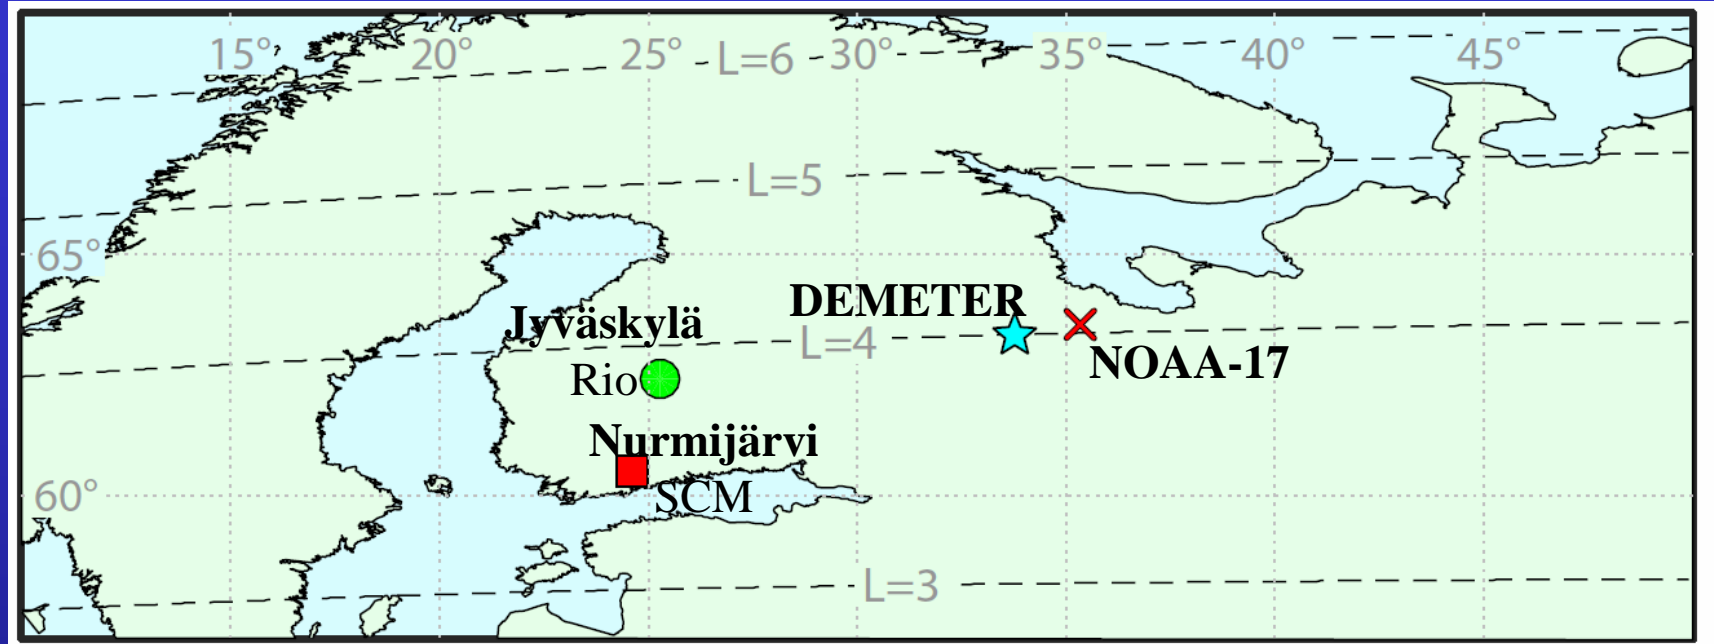 15° 20° 25° L=6 30° 35° 40° 45°
L=5
65°
DEMETER
Jyväskylä
L=4
NOAA-17
Rio
Nurmijärvi
60° SCM
L=3